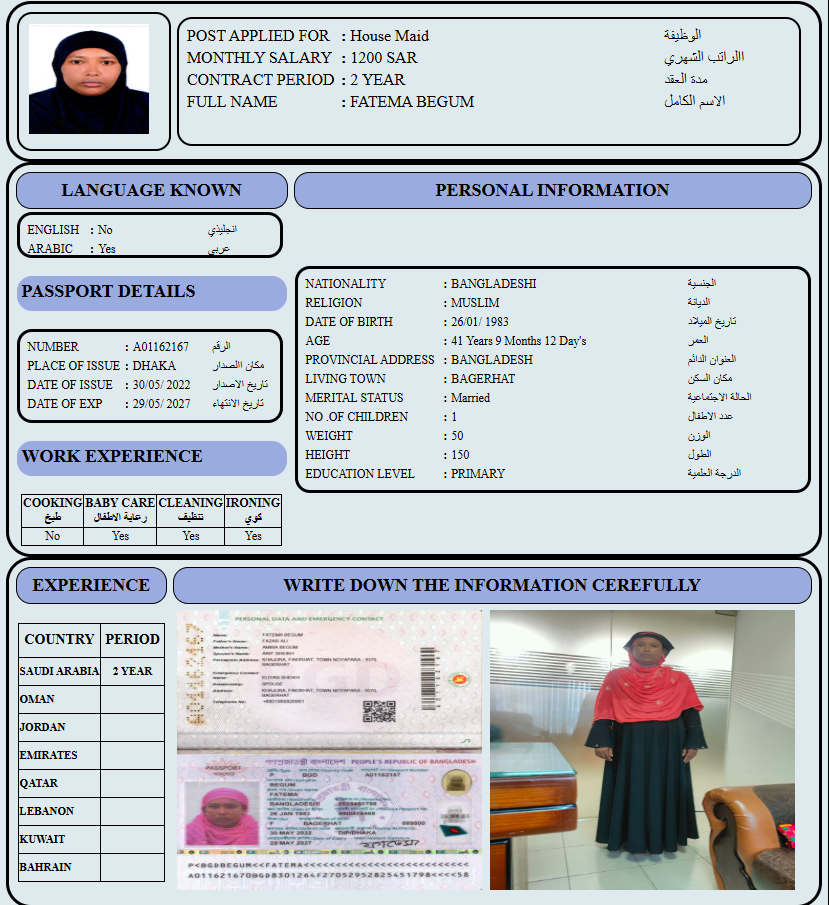 POST APPLIED FOR : House Maid الوظيفة
MONTHLY SALARY : 1200 SAR االراتب الشهري
CONTRACT PERIOD : 2 YEAR مدة العقد
FULL NAME : FATEMA BEGUM الاسم الكامل
LANGUAGE KNOWN
ENGLISH : No انجليذي
ARABIC : Yes عربي
PASSPORT DETAILS
NUMBER : A01162167 الرقم
PLACE OF ISSUE : DHAKA مكان االصدار
DATE OF ISSUE : 30/05/ 2022 تاريخ الاصدار
DATE OF EXP : 29/05/ 2027 تاريخ الانتهاء
WORK EXPERIENCE
COOKING BABY CARE CLEANING IRONING
طبخ رعاية الاطفال تنظيف كوي
No Yes Yes Yes
PERSONAL INFORMATION
NATIONALITY : BANGLADESHI الجنسية
RELIGION : MUSLIM الديانة
DATE OF BIRTH : 26/01/ 1983 تاريخ الميلاد
AGE : 41 Years 9 Months 12 Day's العمر
PROVINCIAL ADDRESS : BANGLADESH العنوان الدائم
LIVING TOWN : BAGERHAT مكان السكن
MERITAL STATUS : Married الحالة الاجتماعية
NO .OF CHILDREN : 1 عدد الاطفال
WEIGHT : 50 الوزن
HEIGHT : 150 الطول
EDUCATION LEVEL : PRIMARY الدرجة العلمية
EXPERIENCE
COUNTRY PERIOD
SAUDI ARABIA 2 YEAR
OMAN
JORDAN
EMIRATES
QATAR
LEBANON
KUWAIT
BAHRAIN
WRITE DOWN THE INFORMATION CEREFULLY
PERSONAL DATA AND EMERGENCY CONTACT
Name: FATEMA BEGUM
Father's Name: FAZAR ALI
Mother's Name: AMBIA BEGUM
Spouse's Name: ARIF SHEIKH
Permanent Address: KHAJURA, FAKIRHAT, TOWN NOYAPARA - 9370,
BAGERHAT
Emergency Contact
Name: SHEIKH
Relationship: SPOUSE
Address: KHAJURA, FAKIRHAT, TOWN NOYAPARA - 9370,
BAGERHAT
Telephone No:
PASSPORT গণপ্রজাতন্ত্রী বাংলাদেশ PEOPLE'S REPUBLIC OF BANGLADESH
P BGD A01162167
BEGUM
FATEMA
BANGLADESHI
26 JAN 1983
F BAGERHAT
30 MAY 2022 DIP/DHAKA
29 MAY 2027
P<BGDBEGUM<<FATEMA<<<<<<<<<<<<<<<<<<<<<<<<<<
A011621670BGD8301264F27052952825451798<<<<58